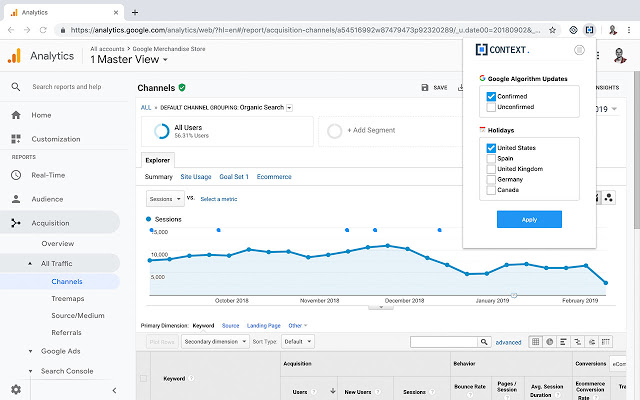 Analytics
https://analytics.google.com/analytics/web/?hl=en#/report/acquisition-channels/a54516992w87479473p92320289/_u.date00=20180902&_
Analytics
All accounts > Google Merchandise Store
1 Master View
Search reports and help
Home
Customization
REPORTS
Real-Time
Audience
Acquisition
Overview
All Traffic
Channels
Treemaps
Source/Medium
Referrals
Google Ads
Search Console
Channels
SAVE
INSIGHTS
ALL » DEFAULT CHANNEL GROUPING: Organic Search
2019
All Users
56.31% Users
+ Add Segment
Explorer
Summary Site Usage Goal Set 1 Ecommerce
Sessions vs. Select a metric
Sessions
15,000
10,000
5,000
October 2018 November 2018 December 2018 January 2019 February 2019
Primary Dimension: Keyword Source Landing Page Other
Plot Rows Secondary dimension Sort Type: Default advanced
Keyword
Acquisition Behavior Conversions eCom
Users New Users Sessions Bounce Rate Pages / Session Avg. Session Duration Ecommerce Conversion Rate Tra
CONTEXT.
Google Algorithm Updates
Confirmed
Unconfirmed
Holidays
United States
Spain
United Kingdom
Germany
Canada
Apply